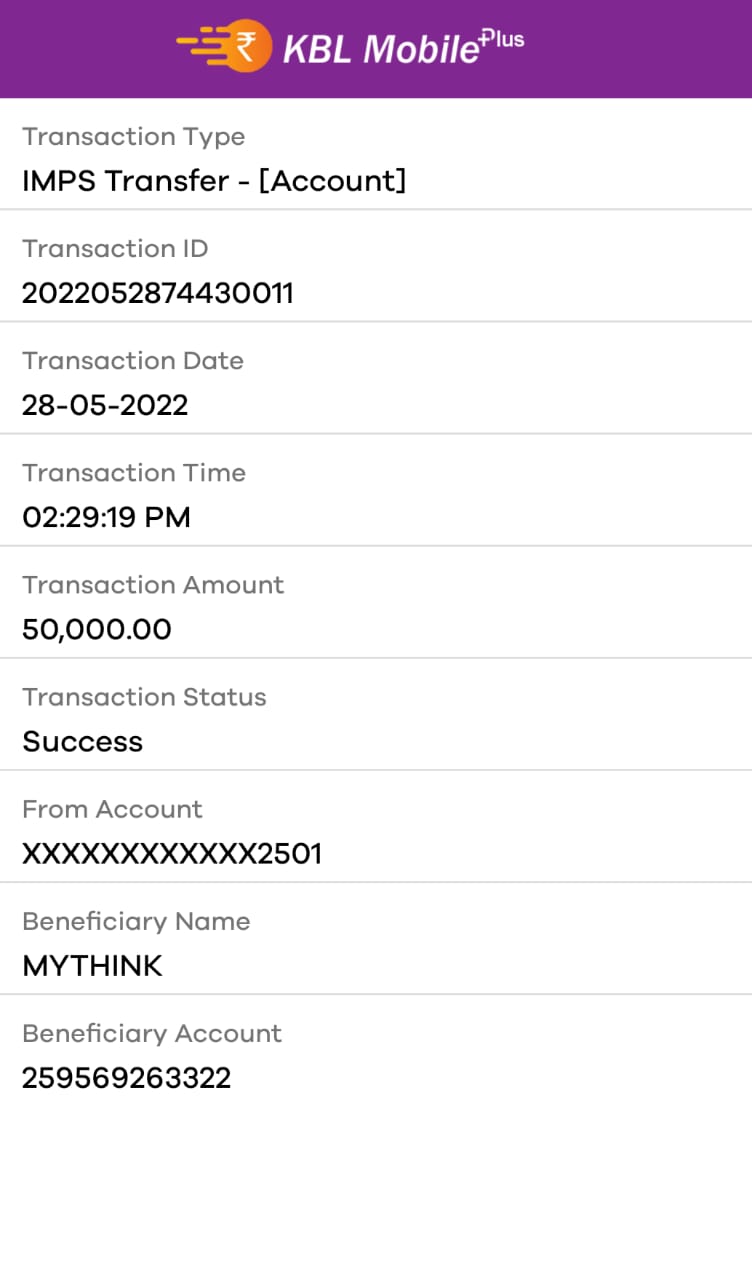 ₹ KBL Mobile Plus
Transaction Type
IMPS Transfer - [Account]
Transaction ID
2022052874430011
Transaction Date
28-05-2022
Transaction Time
02:29:19 PM
Transaction Amount
50,000.00
Transaction Status
Success
From Account
XXXXXXXXXXXX2501
Beneficiary Name
MYTHINK
Beneficiary Account
259569263322